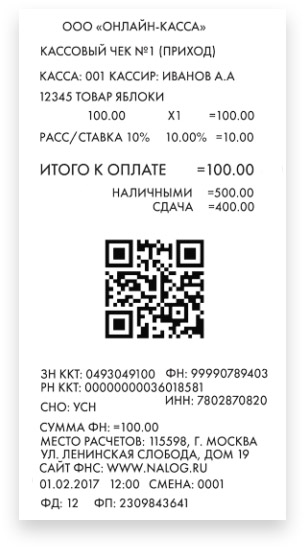 ООО «ОНЛАЙН-КАССА»
КАССОВЫЙ ЧЕК №1 (ПРИХОД)
КАССА: 001 КАССИР: ИВАНОВ А.А
12345 ТОВАР ЯБЛОКИ
100.00 Х1 =100.00
РАСС/СТАВКА 10% 10.00% =10.00
ИТОГО К ОПЛАТЕ =100.00
НАЛИЧНЫМИ =500.00
СДАЧА =400.00
ЗН ККТ: 0493049100 ФН: 99990789403
РН ККТ: 00000000036018581
ИНН: 7802870820
СНО: УСН
СУММА ФН: =100.00
МЕСТО РАСЧЕТОВ: 115598, Г. МОСКВА
УЛ. ЛЕНИНСКАЯ СЛОБОДА, ДОМ 19
САЙТ ФНС: WWW.NALOG.RU
01.02.2017 12:00 СМЕНА: 0001
ФД: 12 ФП: 2309843641